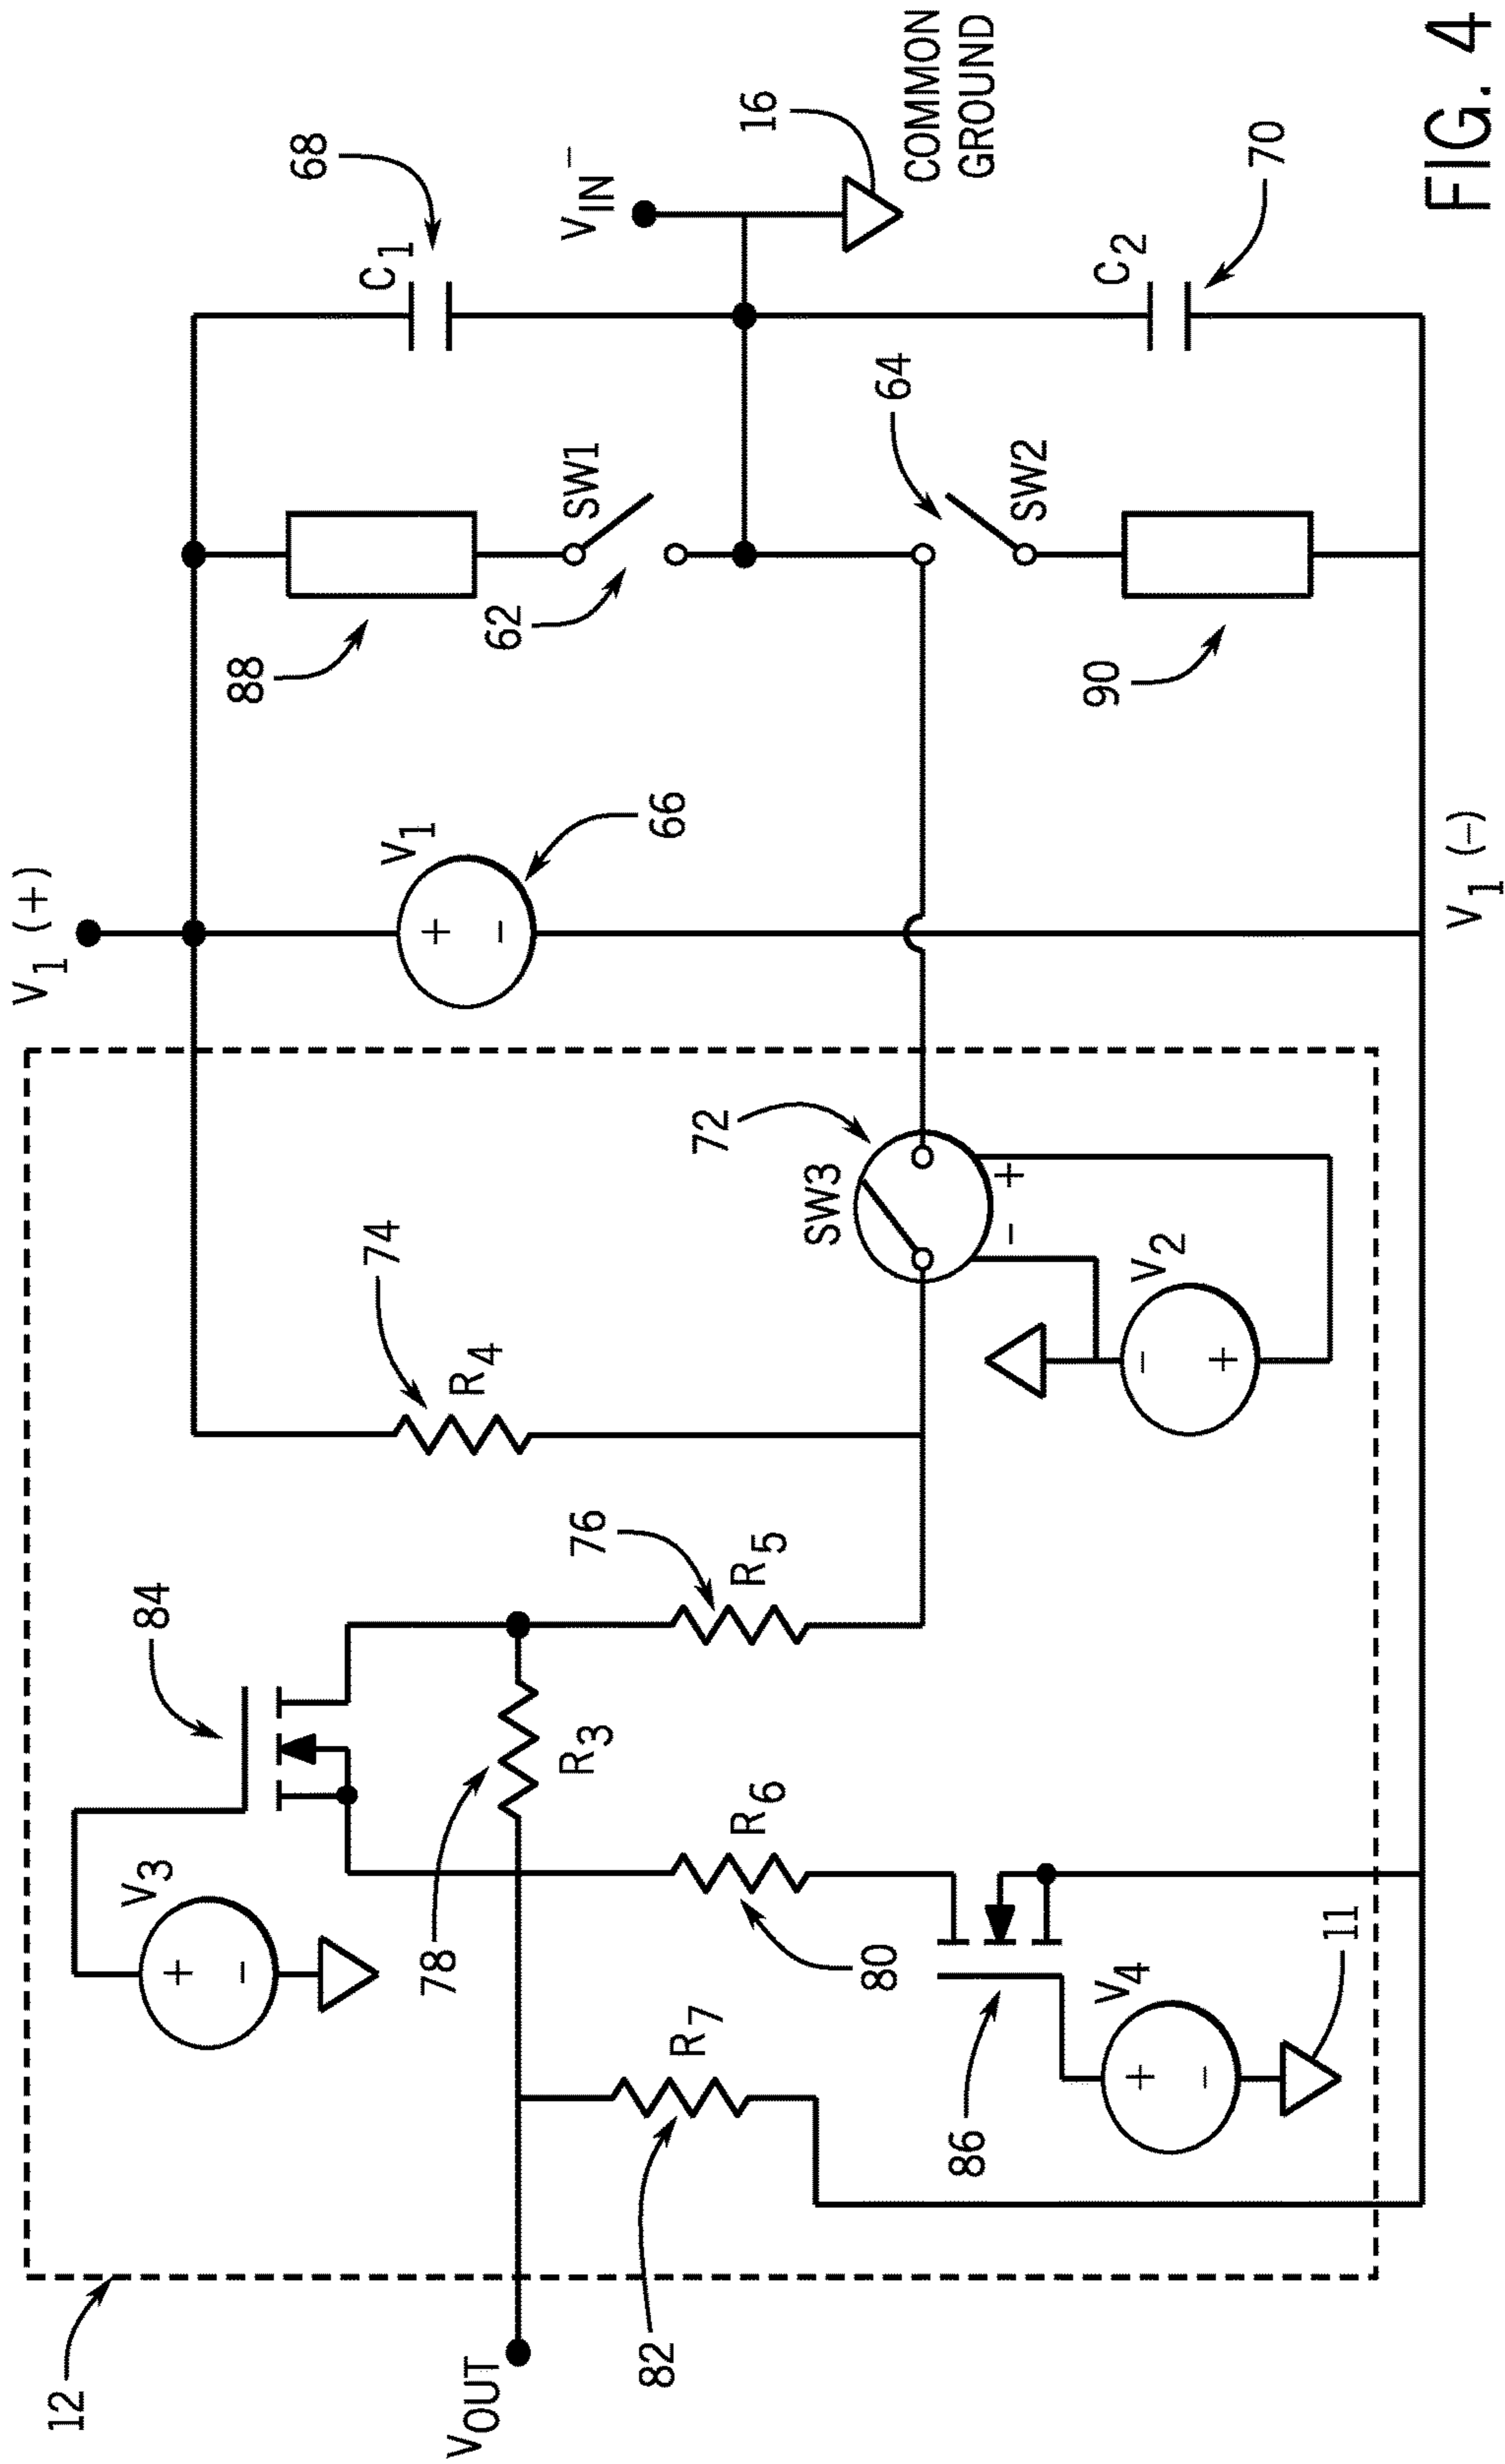 V1 (+)
68
C1
VIN-
16
COMMON
GROUND
88
62
SW1
64
SW2
C2
70
90
V1
66
V1 (-)
72
SW3
+
-
V2
-
+
74
R4
76
R5
84
V3
+
-
R3
78
R6
80
86
V4
+
-
11
R7
82
12
VOUT
+
-
FIG. 4